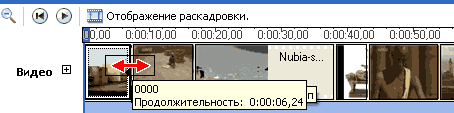 Отображение раскадровки.
00,00 0:00:10,00 0:00:20,00 0:00:30,00 0:00:40,00 0:00:50,00
Видео Nubia-s...
0000
Продолжительность: 0:00:06,24 п